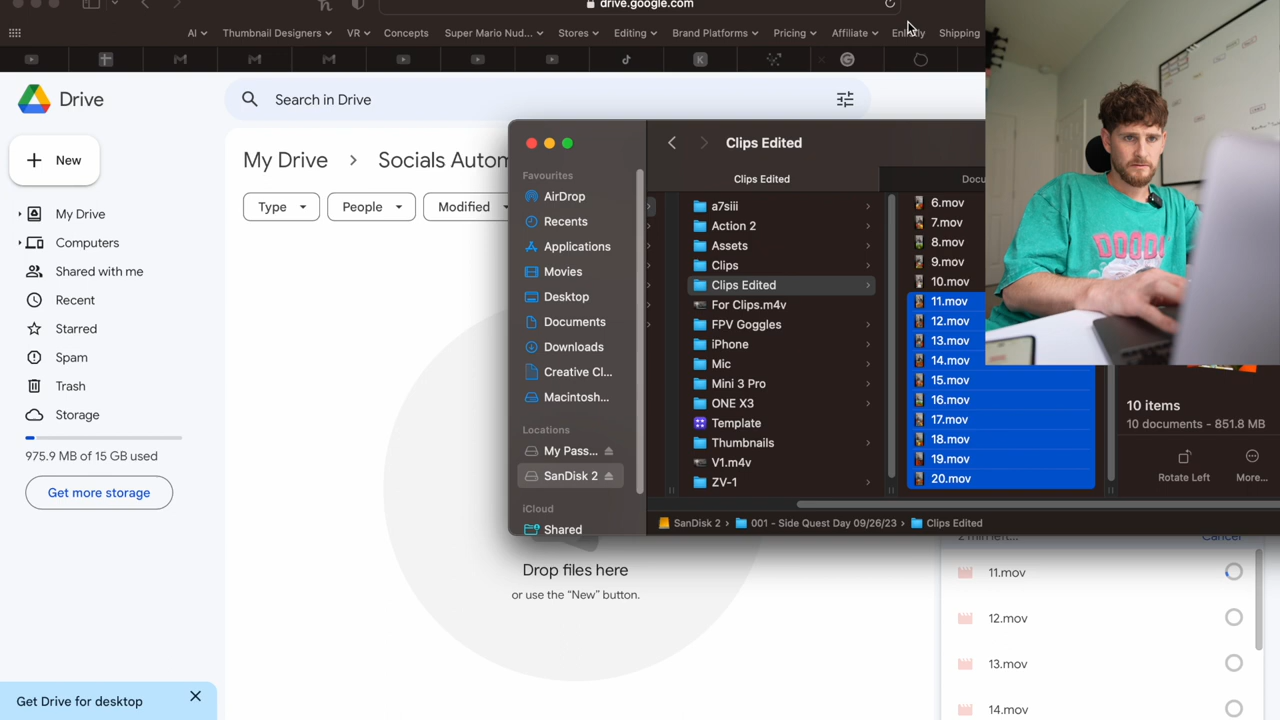 drive.google.com
AI
Thumbnail Designers
VR
Concepts
Super Mario Nud...
Stores
Editing
Brand Platforms
Pricing
Affiliate
Shipping
Drive
Search in Drive
New
My Drive
Computers
Shared with me
Recent
Starred
Spam
Trash
Storage
975.9 MB of 15 GB used
Get more storage
Get Drive for desktop
My Drive > Socials Autom
Type
People
Modified
Drop files here
or use the “New” button.
Clips Edited
Clips Edited
Docu
Favourites
AirDrop
Recents
Applications
Movies
Desktop
Documents
Downloads
Creative Cl...
Macintosh...
Locations
My Pass...
SanDisk 2
iCloud
Shared
a7siii
Action 2
Assets
Clips
Clips Edited
For Clips.m4v
FPV Goggles
iPhone
Mic
Mini 3 Pro
ONE X3
Template
Thumbnails
V1.m4v
ZV-1
6.mov
7.mov
8.mov
9.mov
10.mov
11.mov
12.mov
13.mov
14.mov
15.mov
16.mov
17.mov
18.mov
19.mov
20.mov
10 items
10 documents - 851.8 MB
Rotate Left
More...
SanDisk 2 › 001 - Side Quest Day 09/26/23 › Clips Edited
Cancel
11.mov
12.mov
13.mov
14.mov